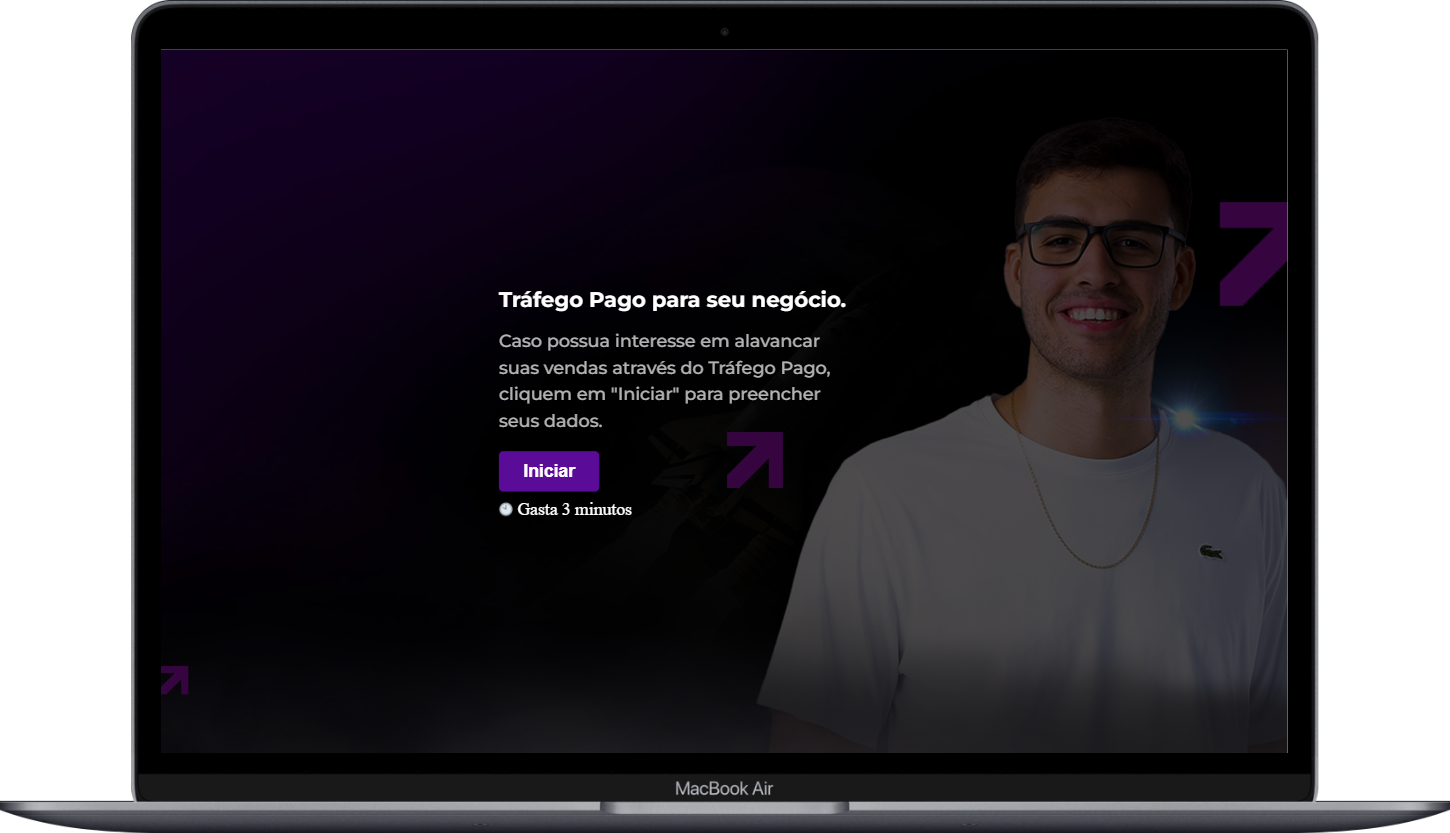 Tráfego Pago para seu negócio.
Caso possua interesse em alavancar
suas vendas através do Tráfego Pago,
cliquem em "Iniciar" para preencher
seus dados.
Iniciar
Gasta 3 minutos
MacBook Air